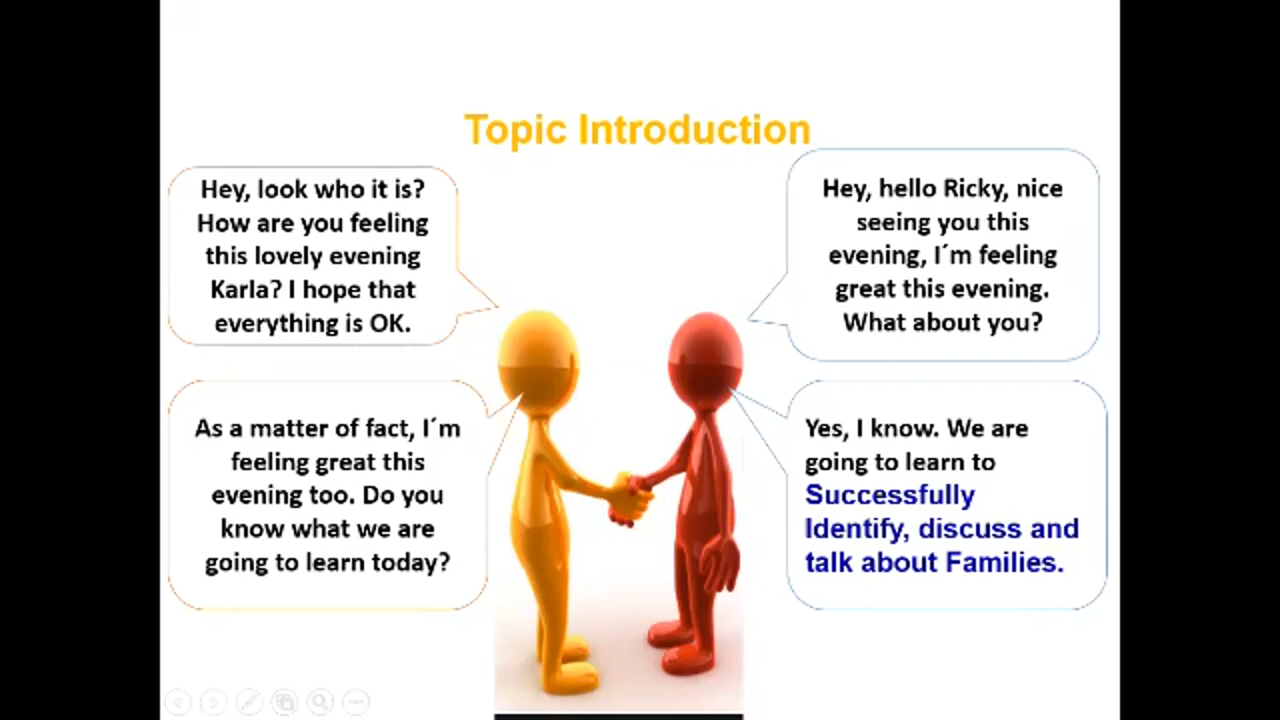 Topic Introduction
Hey, look who it is?
How are you feeling
this lovely evening
Karla? I hope that
everything is OK.
Hey, hello Ricky, nice
seeing you this
evening, I´m feeling
great this evening.
What about you?
As a matter of fact, I´m
feeling great this
evening too. Do you
know what we are
going to learn today?
Yes, I know. We are
going to learn to
Successfully
Identify, discuss and
talk about Families.